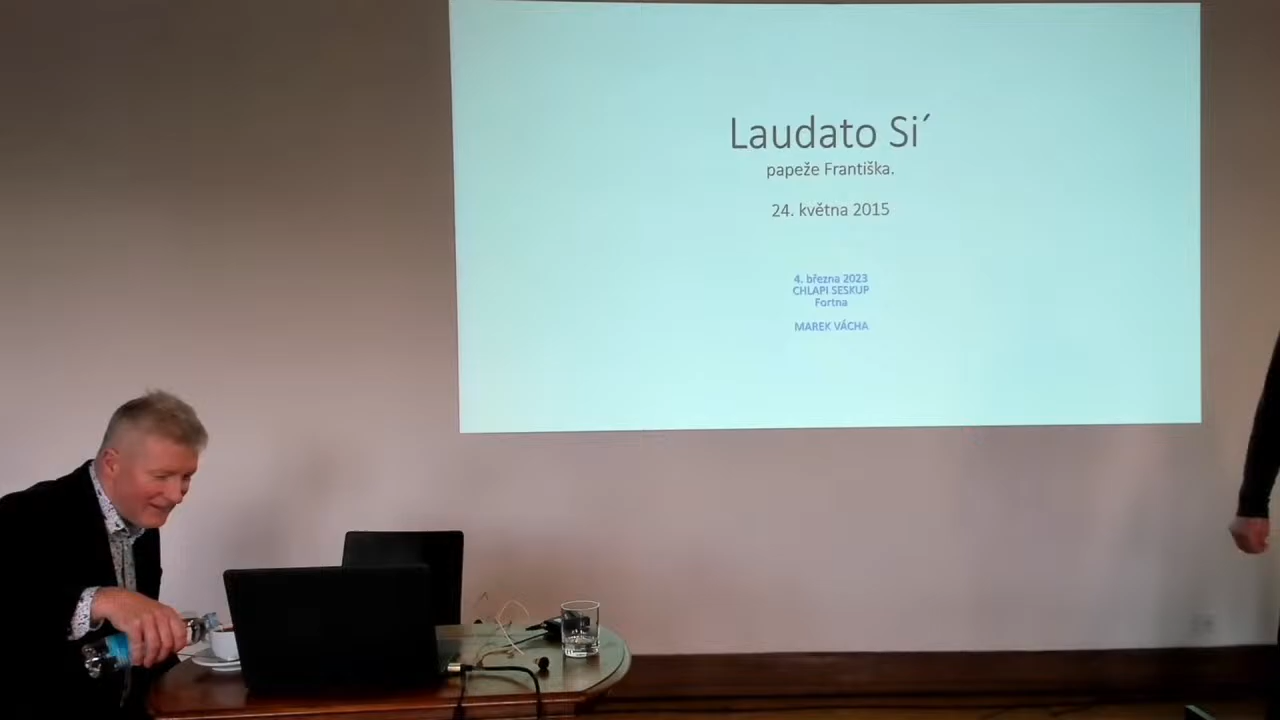 Laudato Si´
papeže Františka.
24. května 2015
4. března 2023
CHLAPI SESKUP
Fortna
MAREK VÁCHA